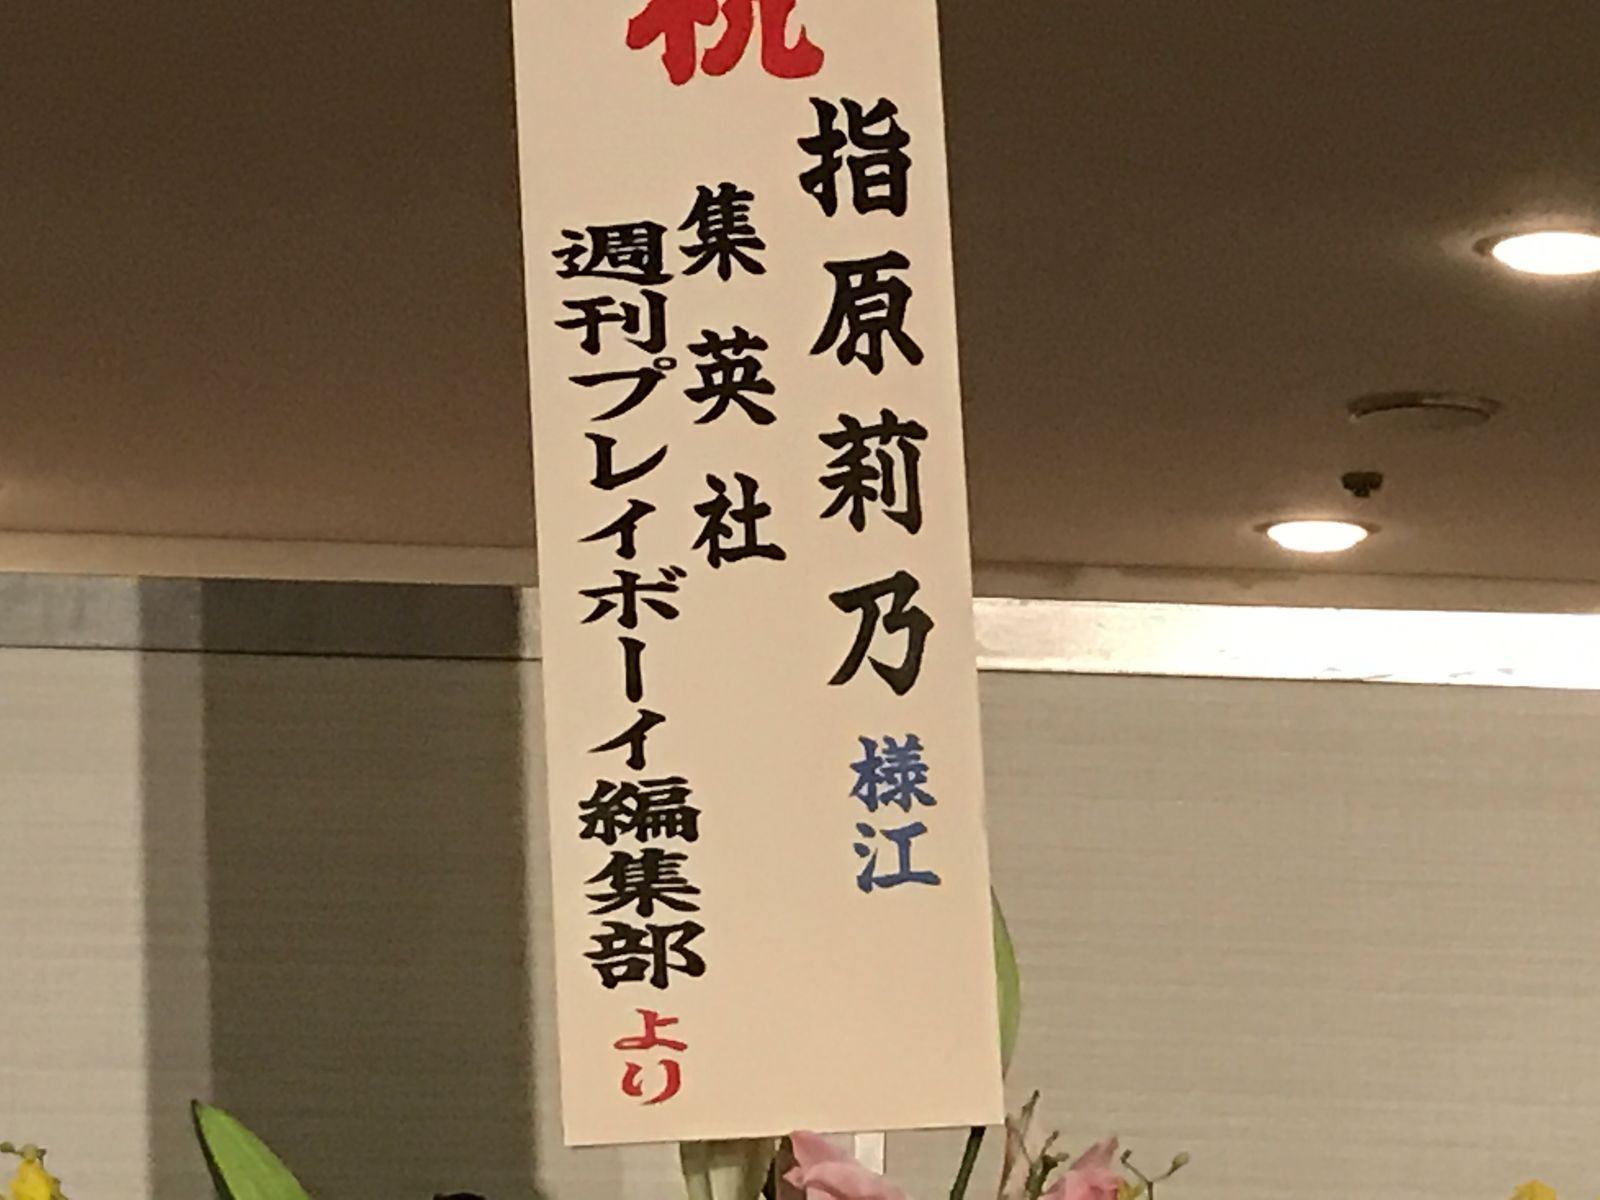 祝
指原莉乃様江
集英社
週刊プレイボーイ編集部より